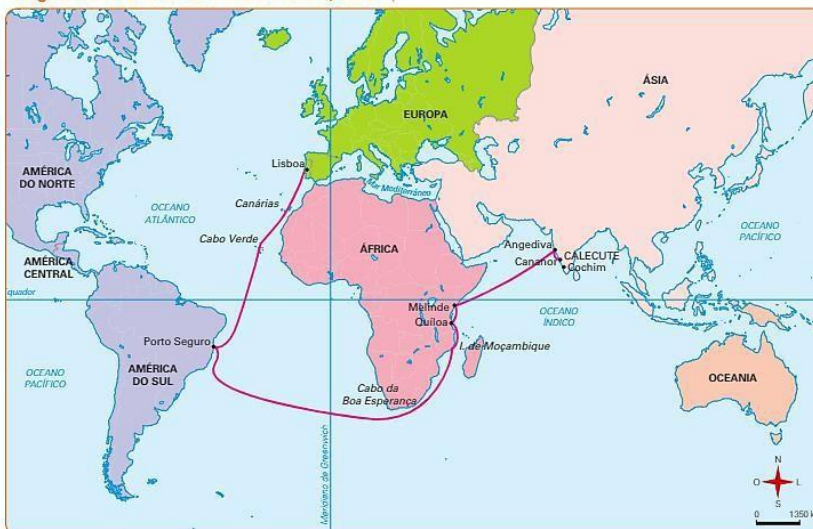 ÁSIA
EUROPA
Lisboa
AMÉRICA
DO NORTE
Mar Mediterrâneo
Canárias
OCEANO
ATLÂNTICO
OCEANO
PACÍFICO
Cabo Verde
ÁFRICA
Angediva
CALECUTE
Cananor
Cochim
AMÉRICA
CENTRAL
quador
Melinde
OCEANO
ÍNDICO
Quíloa
Porto Seguro
I. de Moçambique
AMÉRICA
DO SUL
OCEANO
PACÍFICO
OCEANIA
Cabo da
Boa Esperança
Meridiano de Greenwich
N
O L
S
0 1350 k